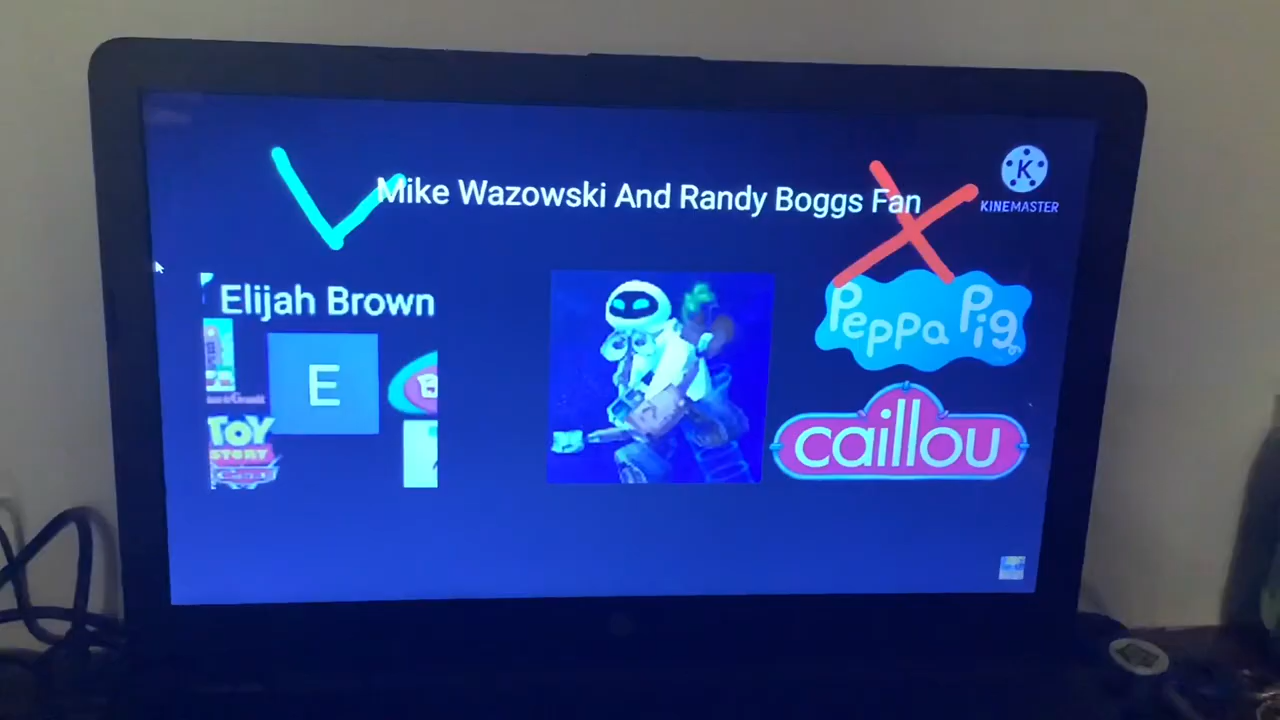 Mike Wazowski And Randy Boggs Fan
K
KINEMASTER
Elijah Brown
E
TOY
STORY
Peppa Pig
caillou